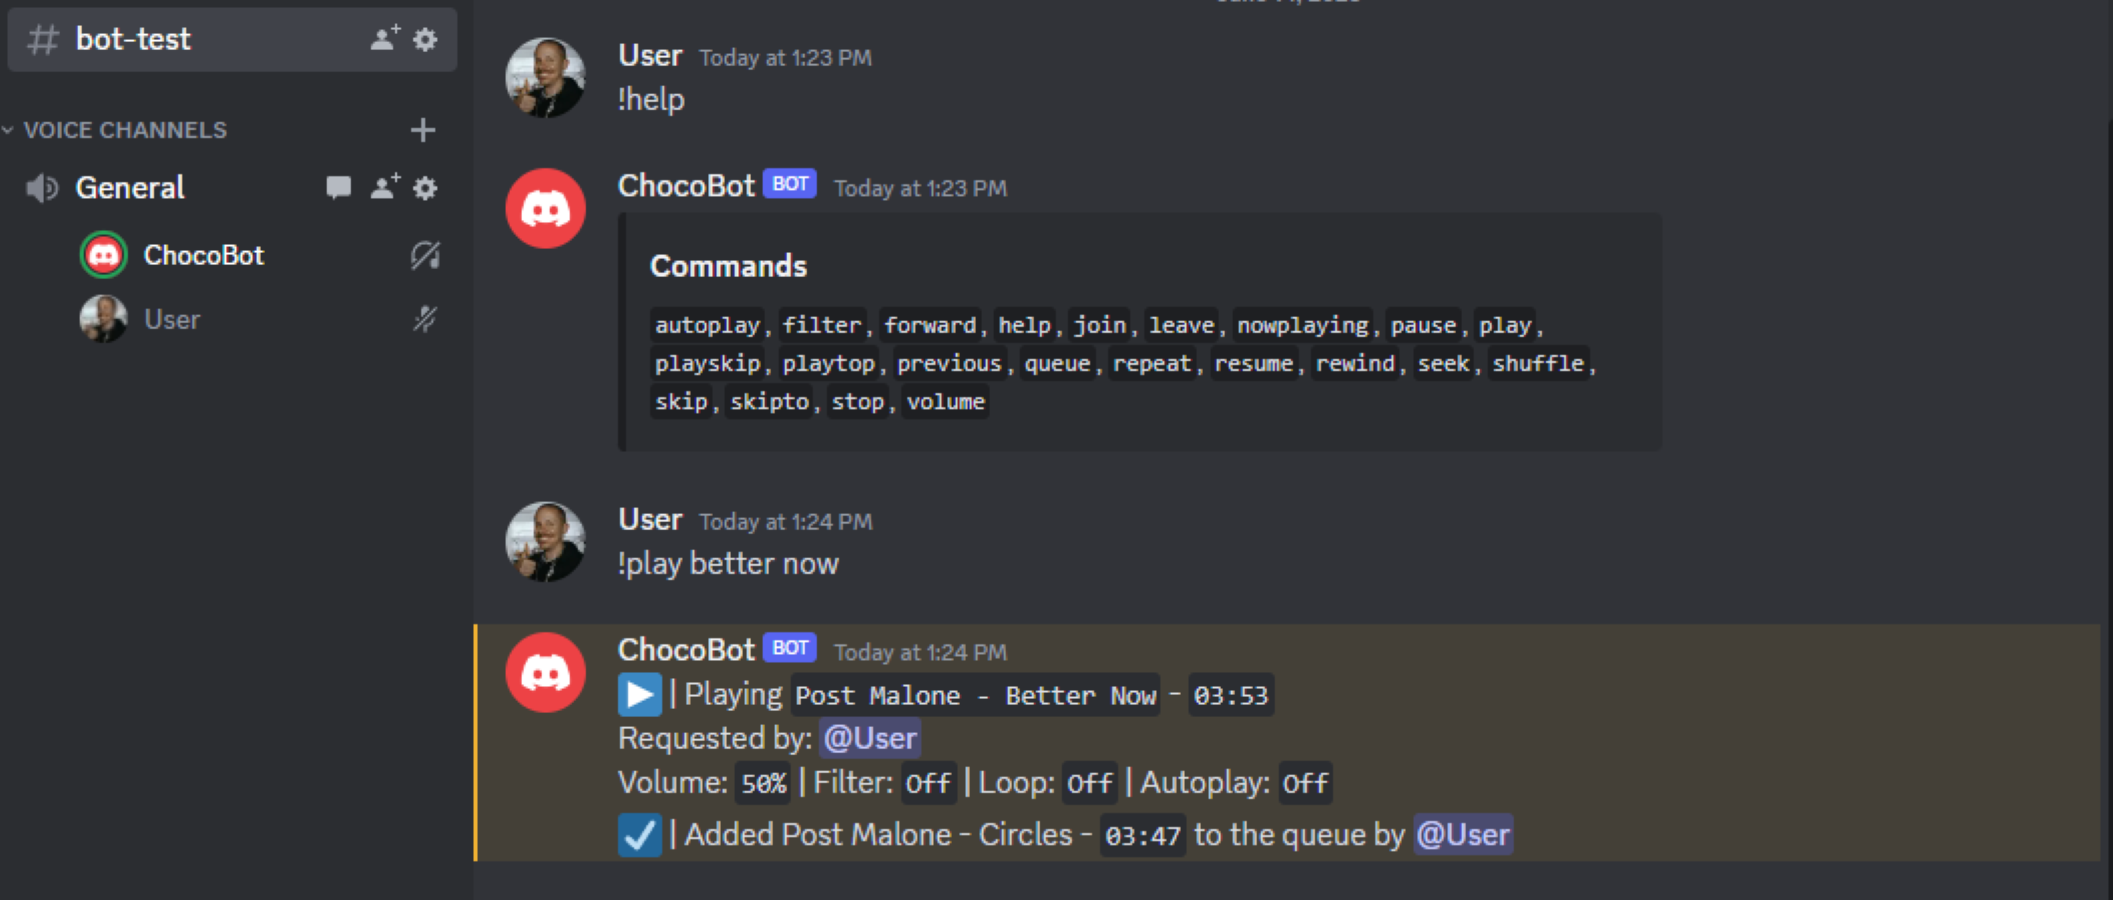 # bot-test
VOICE CHANNELS
General
ChocoBot
User
User Today at 1:23 PM
!help
ChocoBot BOT Today at 1:23 PM
Commands
autoplay, filter, forward, help, join, leave, nowplaying, pause, play,
playskip, playtop, previous, queue, repeat, resume, rewind, seek, shuffle,
skip, skipto, stop, volume
User Today at 1:24 PM
!play better now
ChocoBot BOT Today at 1:24 PM
▶️ | Playing Post Malone - Better Now - 03:53
Requested by: @User
Volume: 50% | Filter: Off | Loop: Off | Autoplay: Off
☑️ | Added Post Malone - Circles - 03:47 to the queue by @User